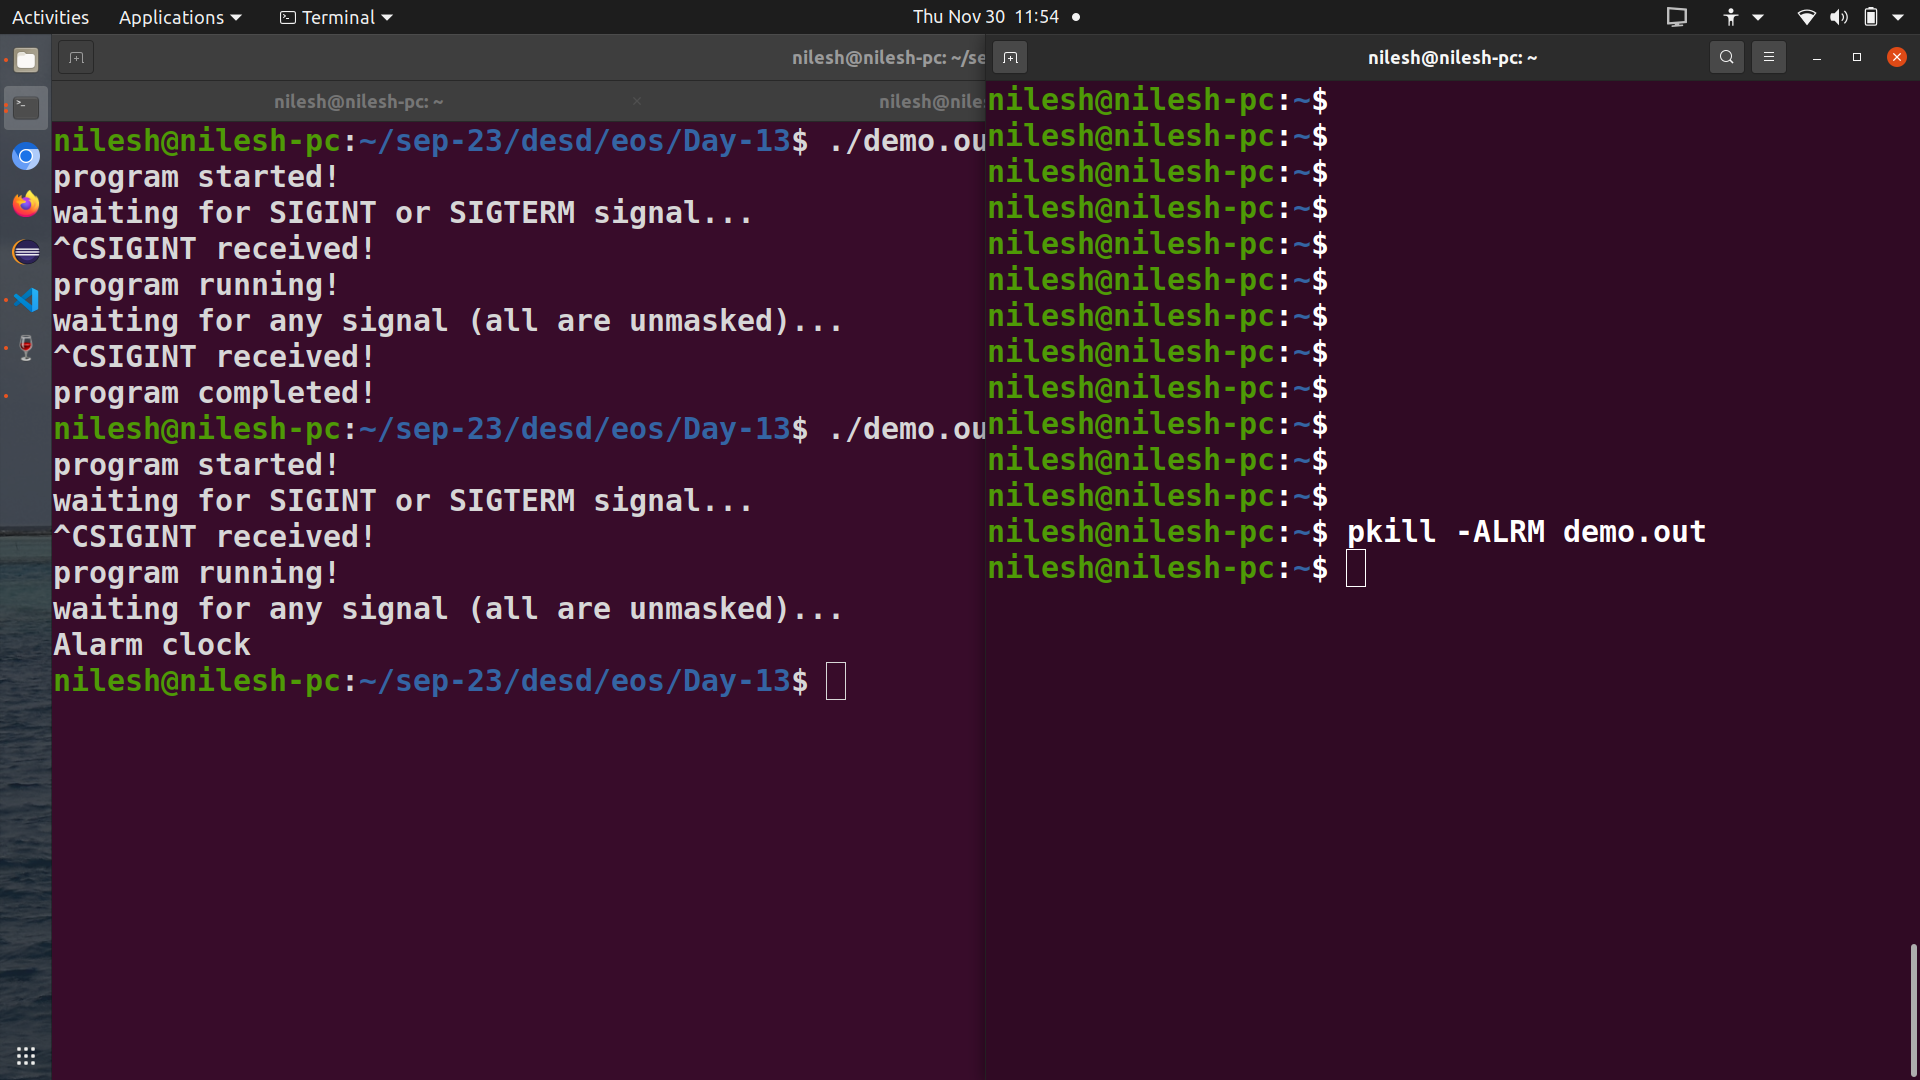 Activities Applications Terminal Thu Nov 30 11:54
nilesh@nilesh-pc: ~/se
nilesh@nilesh-pc: ~ nilesh@niles
nilesh@nilesh-pc:~/sep-23/desd/eos/Day-13$ ./demo.ou
program started!
waiting for SIGINT or SIGTERM signal...
^CSIGINT received!
program running!
waiting for any signal (all are unmasked)...
^CSIGINT received!
program completed!
nilesh@nilesh-pc:~/sep-23/desd/eos/Day-13$ ./demo.ou
program started!
waiting for SIGINT or SIGTERM signal...
^CSIGINT received!
program running!
waiting for any signal (all are unmasked)...
Alarm clock
nilesh@nilesh-pc:~/sep-23/desd/eos/Day-13$
nilesh@nilesh-pc: ~
nilesh@nilesh-pc:~$
nilesh@nilesh-pc:~$
nilesh@nilesh-pc:~$
nilesh@nilesh-pc:~$
nilesh@nilesh-pc:~$
nilesh@nilesh-pc:~$
nilesh@nilesh-pc:~$
nilesh@nilesh-pc:~$
nilesh@nilesh-pc:~$
nilesh@nilesh-pc:~$
nilesh@nilesh-pc:~$
nilesh@nilesh-pc:~$
nilesh@nilesh-pc:~$ pkill -ALRM demo.out
nilesh@nilesh-pc:~$